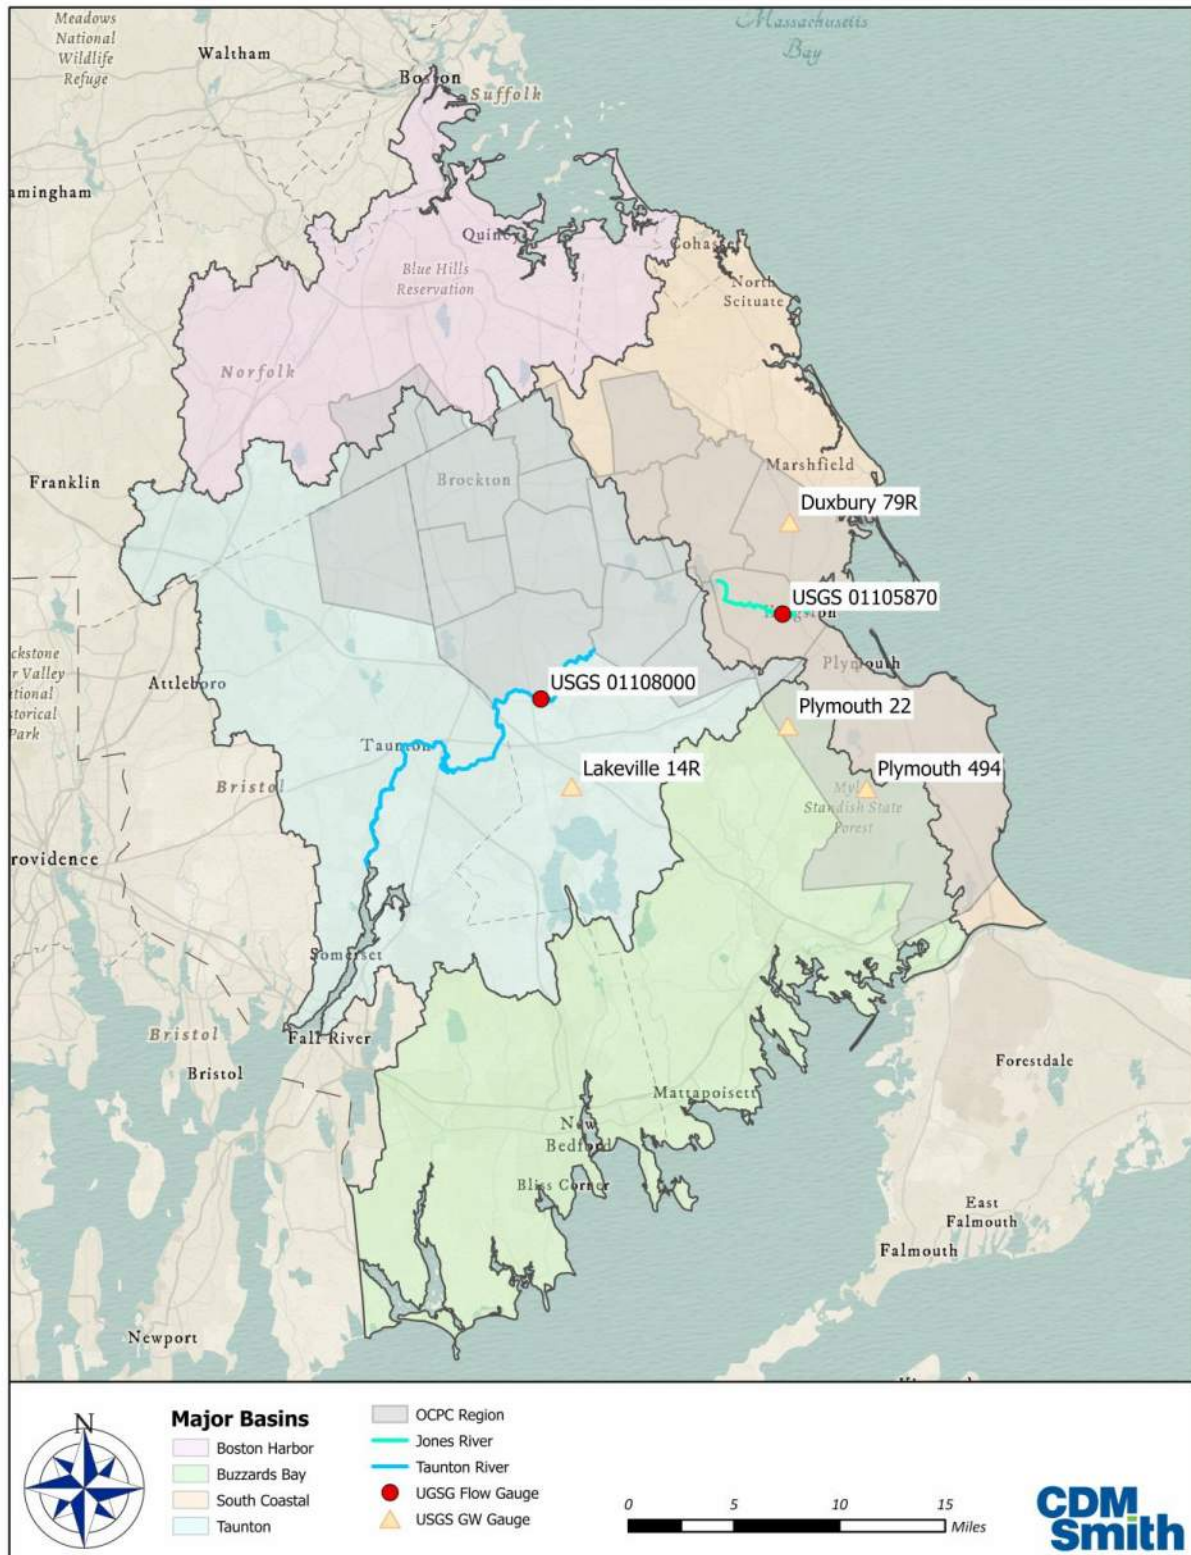 Meadows
National
Wildlife
Refuge
Waltham
Massachusetts
Bay
Boston
Suffolk
amingham
Quincy
Cohasset
Blue Hills
Reservation
North
Scituate
Norfolk
Franklin
Brockton
Marshfield
Duxbury 79R
USGS 01105870
Plymouth
USGS 01108000
Attleboro
Plymouth 22
Taunton
Lakeville 14R
Plymouth 494
Standish State
Forest
Bristol
rovidence
Somerset
Bristol
Fall River
Bristol
Forestdale
Mattapoisett
New
Bedford
Bliss Corner
East
Falmouth
Falmouth
Newport
N
Major Basins
Boston Harbor
Buzzards Bay
South Coastal
Taunton
OCPC Region
Jones River
Taunton River
UGSG Flow Gauge
USGS GW Gauge
0 5 10 15
Miles
CDM
Smith